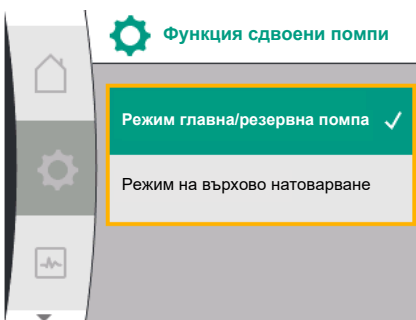 Функция сдвоени помпи
Режим главна/резервна помпа
Режим на върхово натоварване